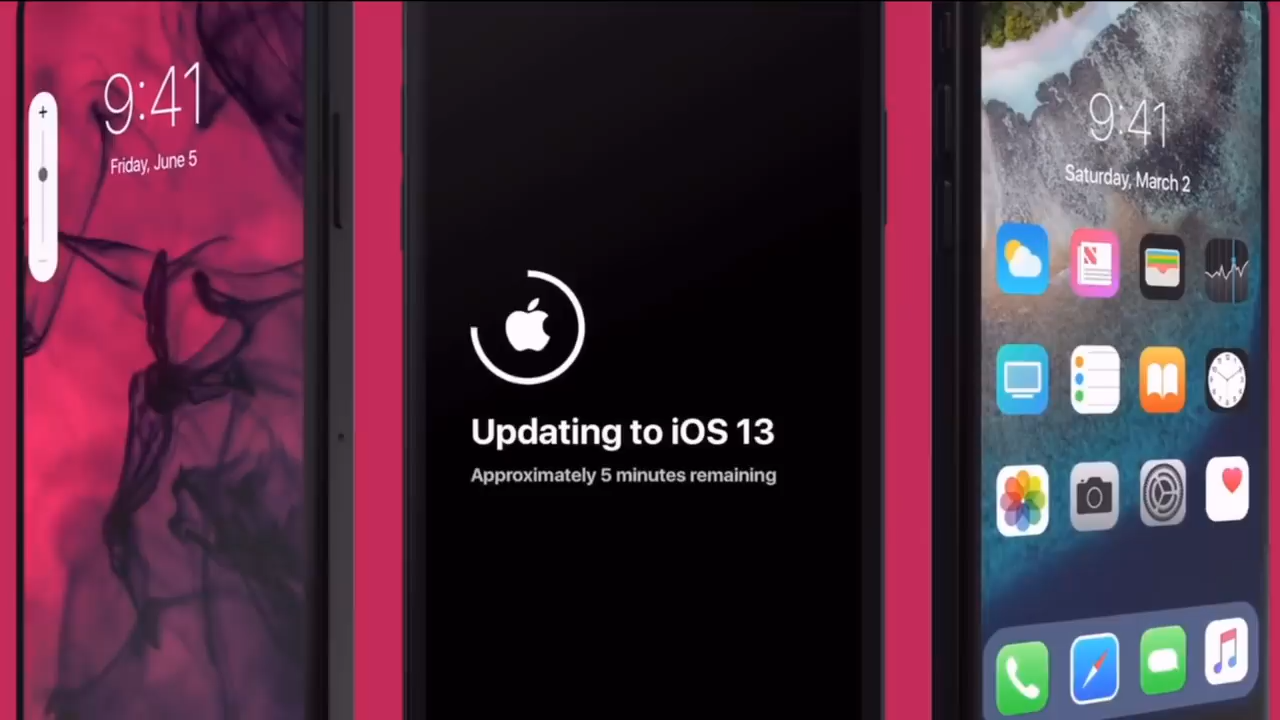 9:41
Friday, June 5
Updating to iOS 13
Approximately 5 minutes remaining
9:41
Saturday, March 2